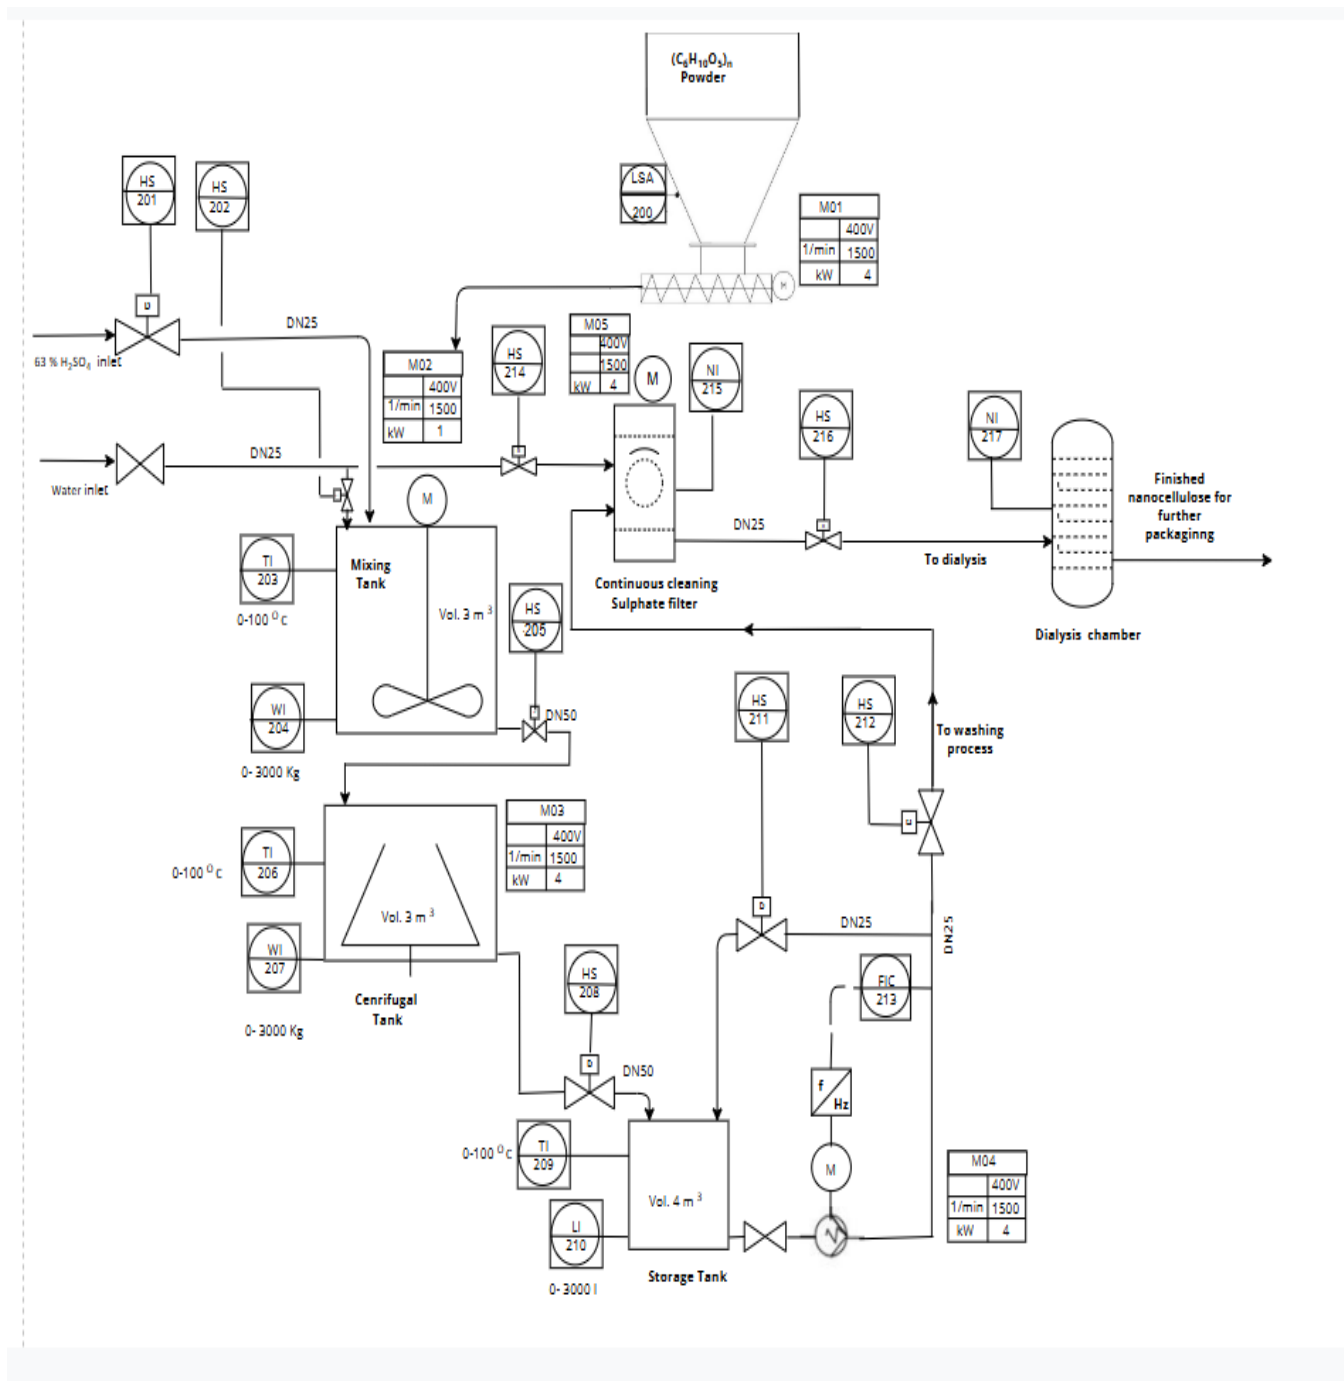 (C₆H₁₀O₅)ₙ
Powder
LSA
200
M01
400V
1/min 1500
kW 4
M
HS
201
HS
202
D
63 % H₂SO₄ inlet
DN25
Water inlet
DN25
M02
400V
1/min 1500
kW 1
HS
214
M05
400V
1500
kW 4
M
NI
215
HS
216
NI
217
Finished
nanocellulose for
further
packaginng
DN25
To dialysis
Dialysis chamber
Continuous cleaning
Sulphate filter
M
Mixing
Tank
Vol. 3 m ³
TI
203
0-100 ⁰ c
WI
204
0- 3000 Kg
HS
205
DN50
M03
400V
1/min 1500
kW 4
TI
206
0-100 ⁰ c
Vol. 3 m ³
WI
207
0- 3000 Kg
Cenrifugal
Tank
HS
208
D
DN50
HS
211
D
HS
212
To washing
process
DN25
DN25
FIC
213
f
Hz
M
M04
400V
1/min 1500
kW 4
TI
209
0-100 ⁰ c
Vol. 4 m ³
LI
210
0- 3000 l
Storage Tank